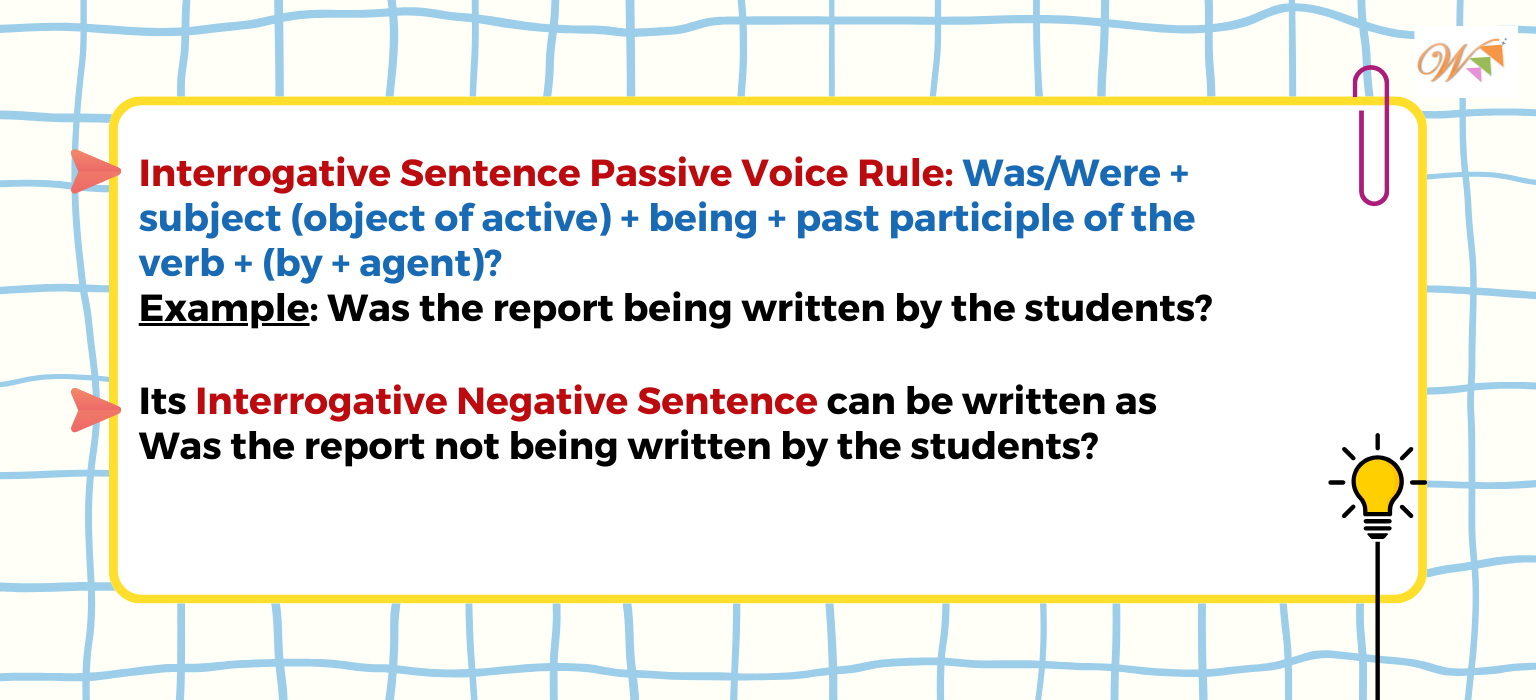 Interrogative Sentence Passive Voice Rule: Was/Were +
subject (object of active) + being + past participle of the
verb + (by + agent)?
Example: Was the report being written by the students?
Its Interrogative Negative Sentence can be written as
Was the report not being written by the students?
W